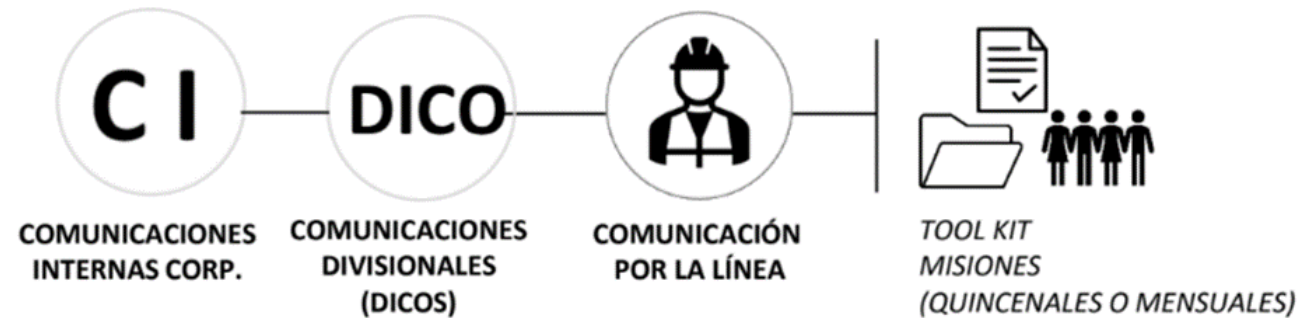 C I
DICO
COMUNICACIONES
INTERNAS CORP.
COMUNICACIONES
DIVISIONALES
(DICOS)
COMUNICACIÓN
POR LA LÍNEA
TOOL KIT
MISIONES
(QUINCENALES O MENSUALES)